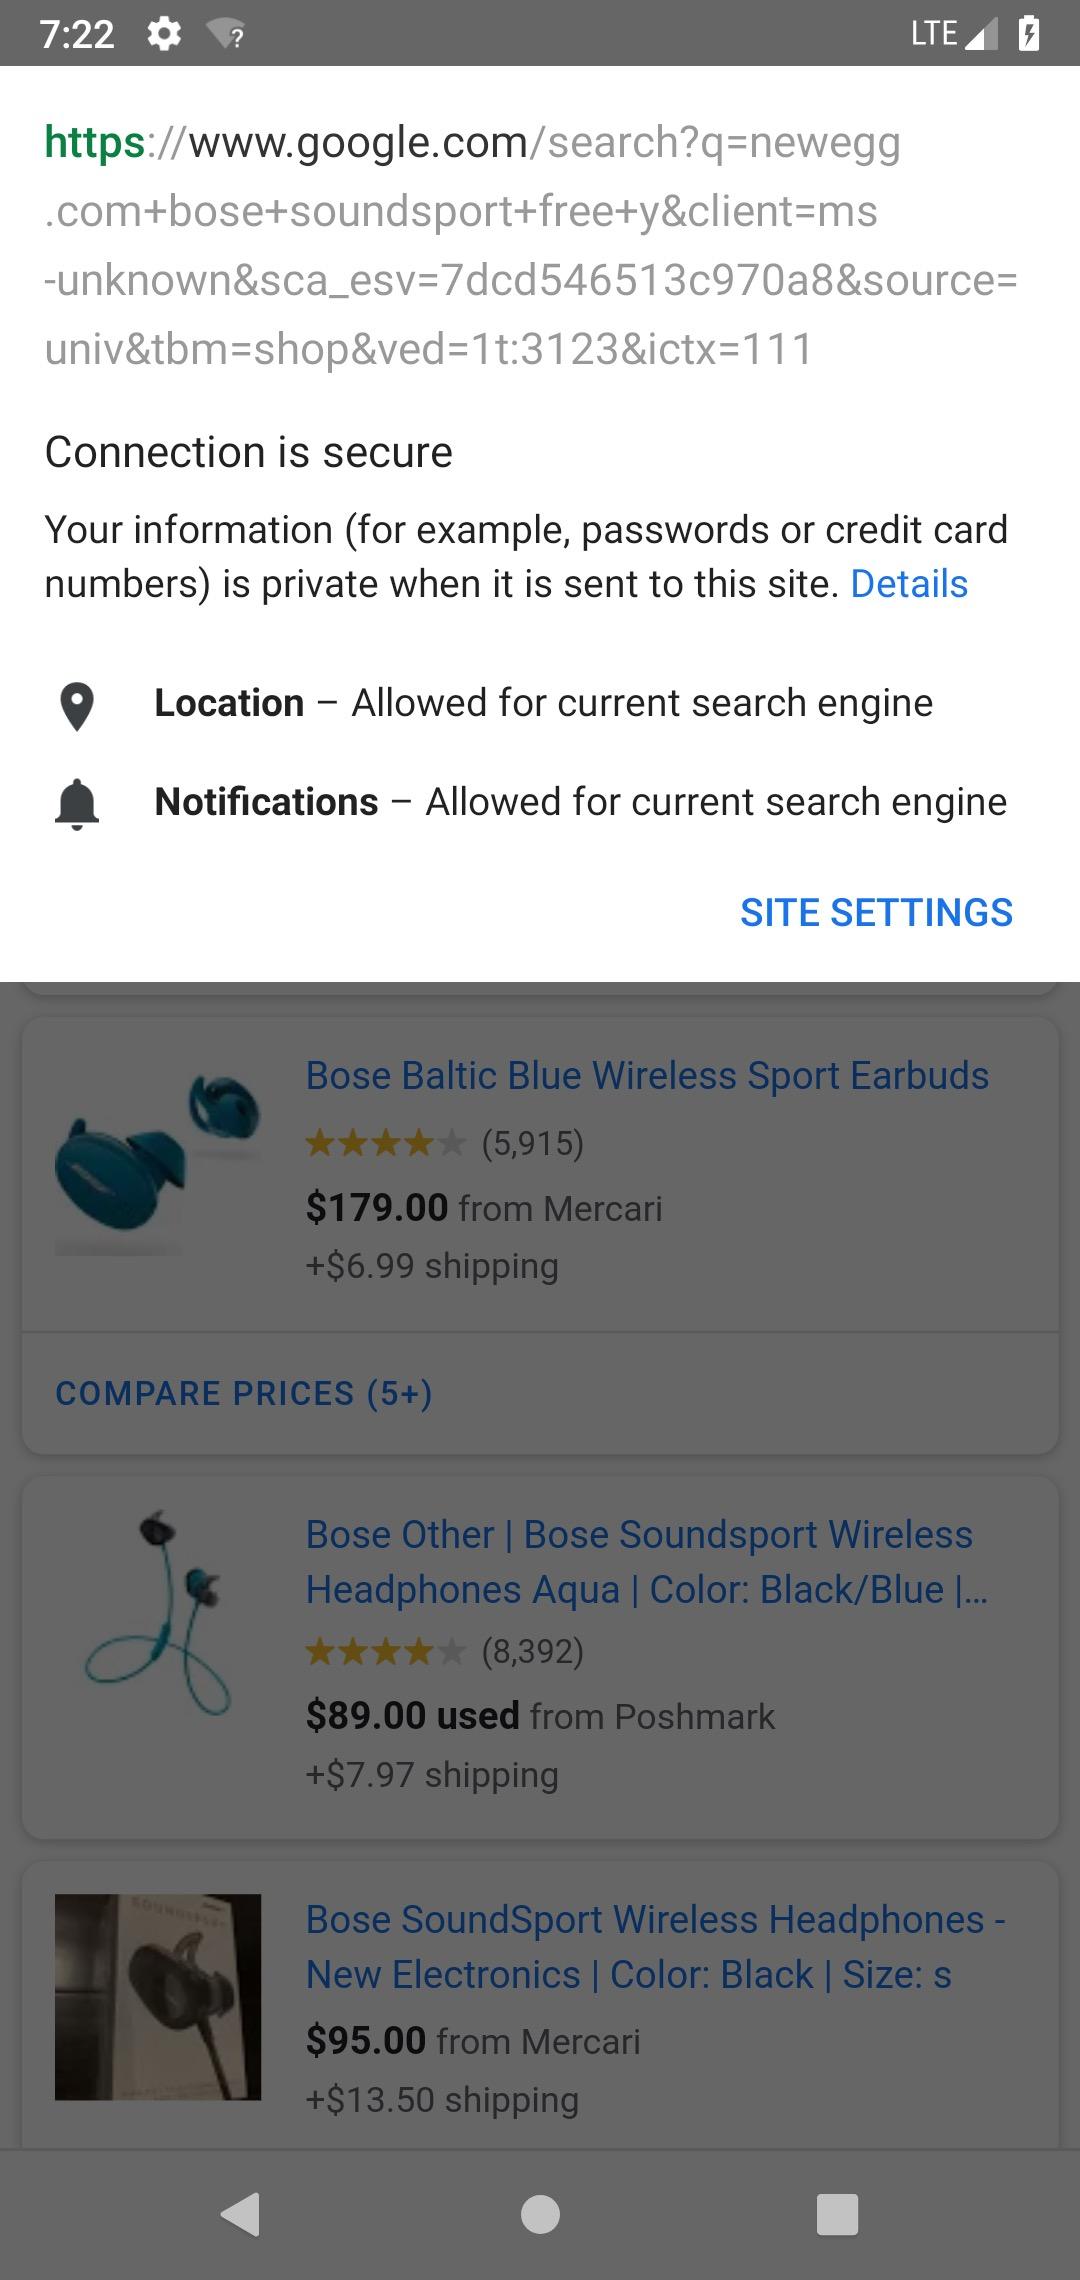 7:22
LTE
https://www.google.com/search?q=newegg
.com+bose+soundsport+free+y&client=ms
-unknown&sca_esv=7dcd546513c970a8&source=
univ&tbm=shop&ved=1t:3123&ictx=111
Connection is secure
Your information (for example, passwords or credit card
numbers) is private when it is sent to this site. Details
Location – Allowed for current search engine
Notifications – Allowed for current search engine
SITE SETTINGS
Bose Baltic Blue Wireless Sport Earbuds
(5,915)
$179.00 from Mercari
+$6.99 shipping
COMPARE PRICES (5+)
Bose Other | Bose Soundsport Wireless
Headphones Aqua | Color: Black/Blue |…
(8,392)
$89.00 used from Poshmark
+$7.97 shipping
Bose SoundSport Wireless Headphones -
New Electronics | Color: Black | Size: s
$95.00 from Mercari
+$13.50 shipping